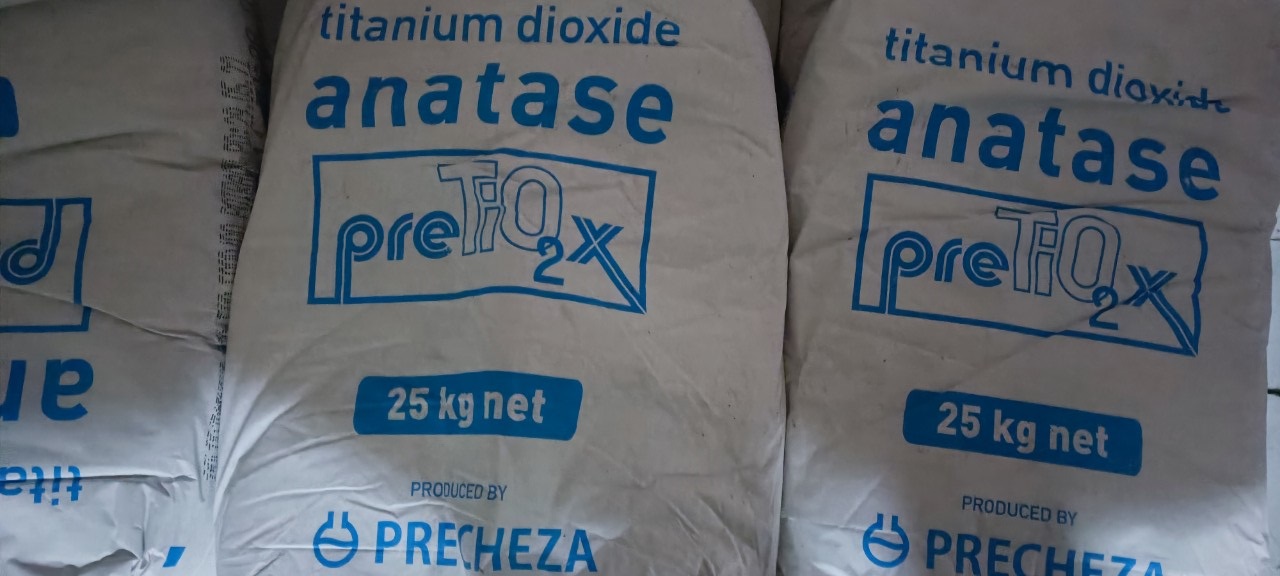 titanium dioxide
anatase
preTiO2x
25 kg net
PRODUCED BY
PRECHEZA
titanium dioxide
anatase
preTiO2x
25 kg net
PRODUCED BY
PRECHEZA